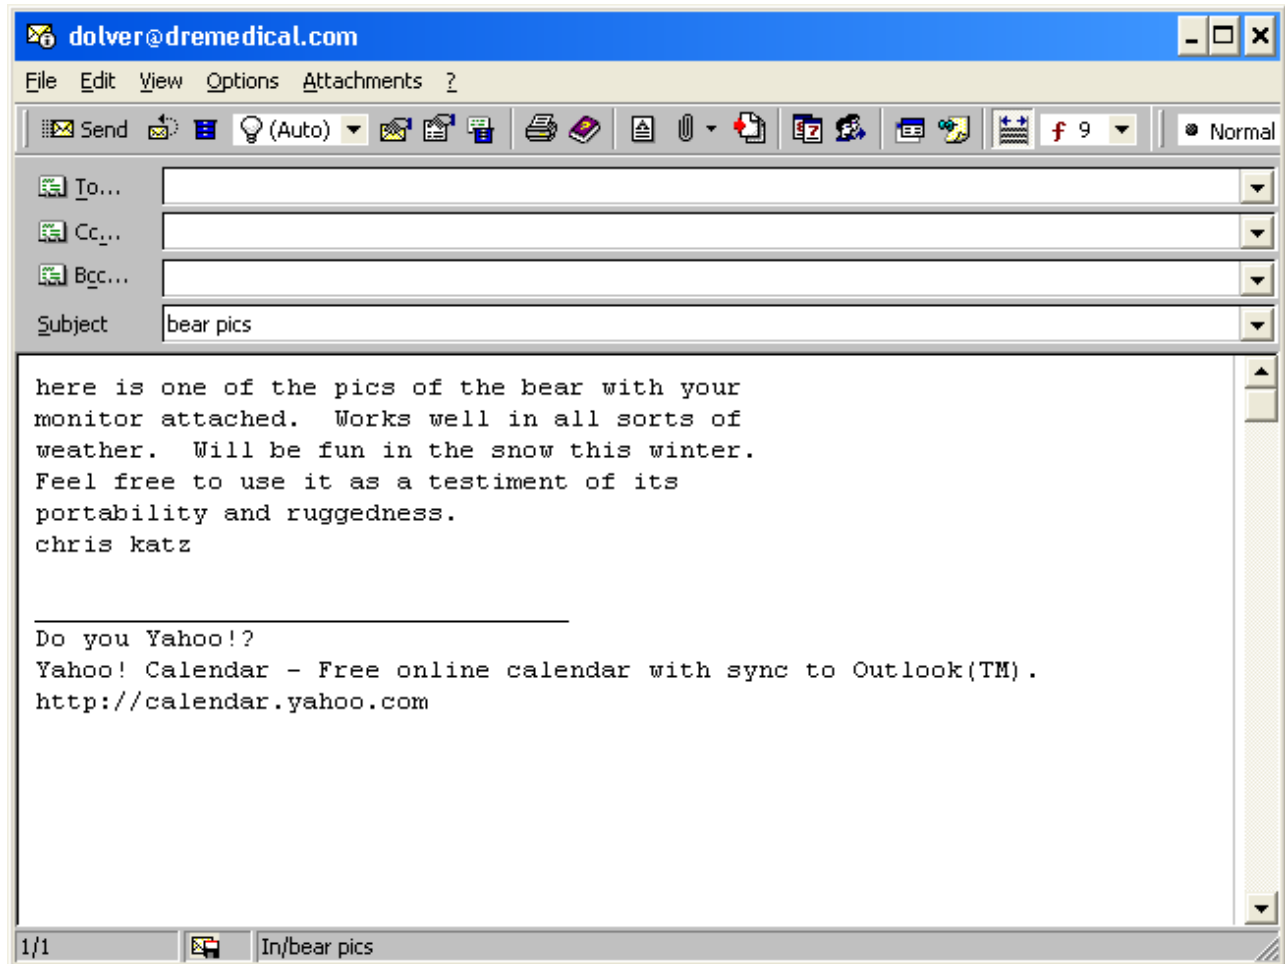 dolver@dremedical.com
File Edit View Options Attachments ?
Send (Auto) f 9 Normal
To...
Cc...
Bcc...
Subject bear pics
here is one of the pics of the bear with your
monitor attached.  Works well in all sorts of
weather.  Will be fun in the snow this winter.
Feel free to use it as a testiment of its
portability and ruggedness.
chris katz
Do you Yahoo!?
Yahoo! Calendar - Free online calendar with sync to Outlook(TM).
http://calendar.yahoo.com
1/1 In/bear pics